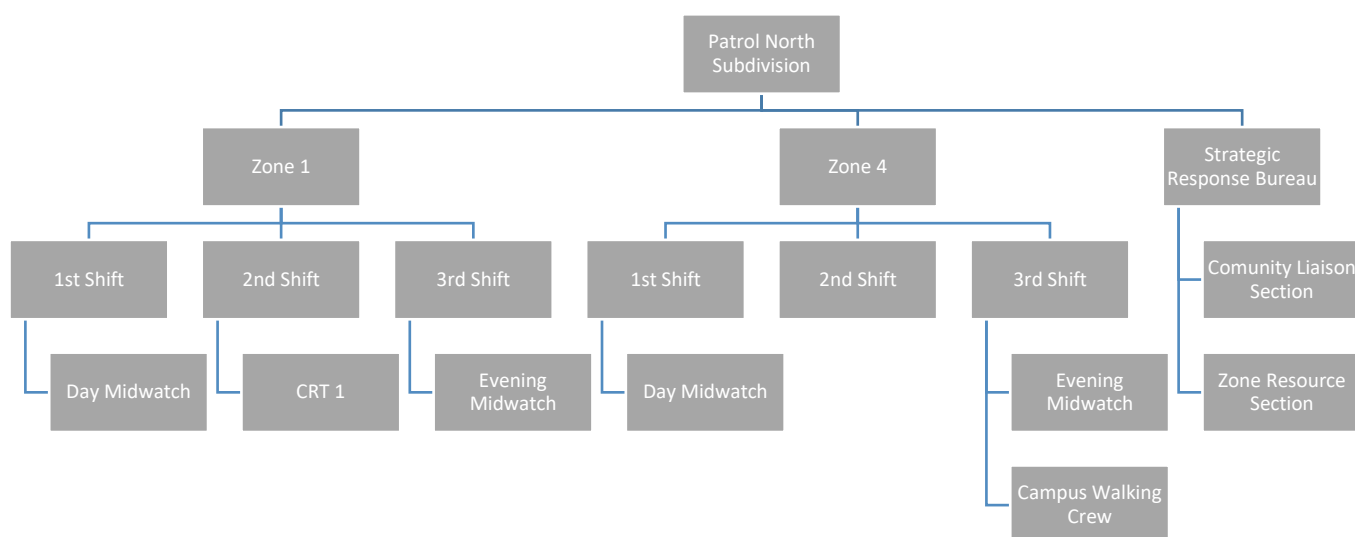 Patrol North
Subdivision
Zone 1
Zone 4
Strategic
Response Bureau
1st Shift
2nd Shift
3rd Shift
1st Shift
2nd Shift
3rd Shift
Comunity Liaison
Section
Day Midwatch
CRT 1
Evening
Midwatch
Day Midwatch
Evening
Midwatch
Zone Resource
Section
Campus Walking
Crew